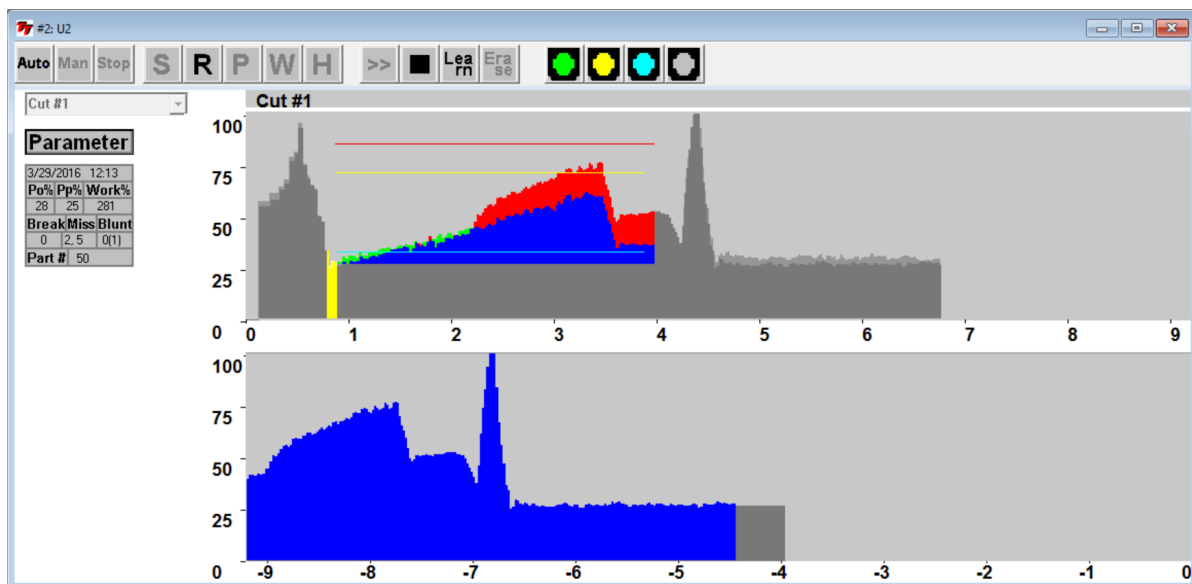 #2: U2
Auto Man Stop S R P W H >> Lea rn Era se
Cut #1
Cut #1
Parameter
3/29/2016 12:13
Po% Pp% Work%
28 25 281
Break Miss Blunt
0 2, 5 0(1)
Part # 50
100
75
50
25
0
0 1 2 3 4 5 6 7 8 9
100
75
50
25
0
-9 -8 -7 -6 -5 -4 -3 -2 -1 0